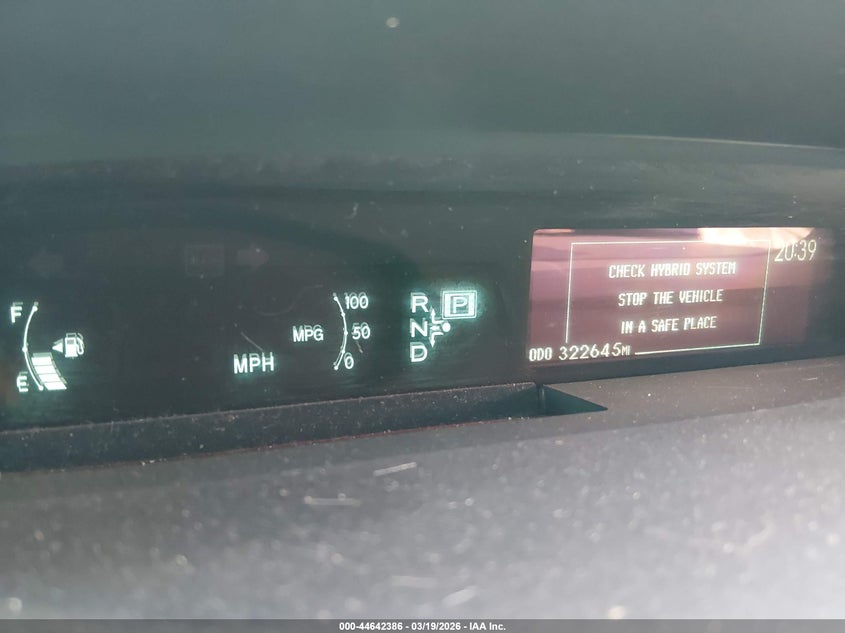 F
E
MPH
MPG
100
50
0
R
N
D
P
20:39
CHECK HYBRID SYSTEM
STOP THE VEHICLE
IN A SAFE PLACE
ODO 322645MI
000-44642386 - 03/19/2026 - IAA Inc.